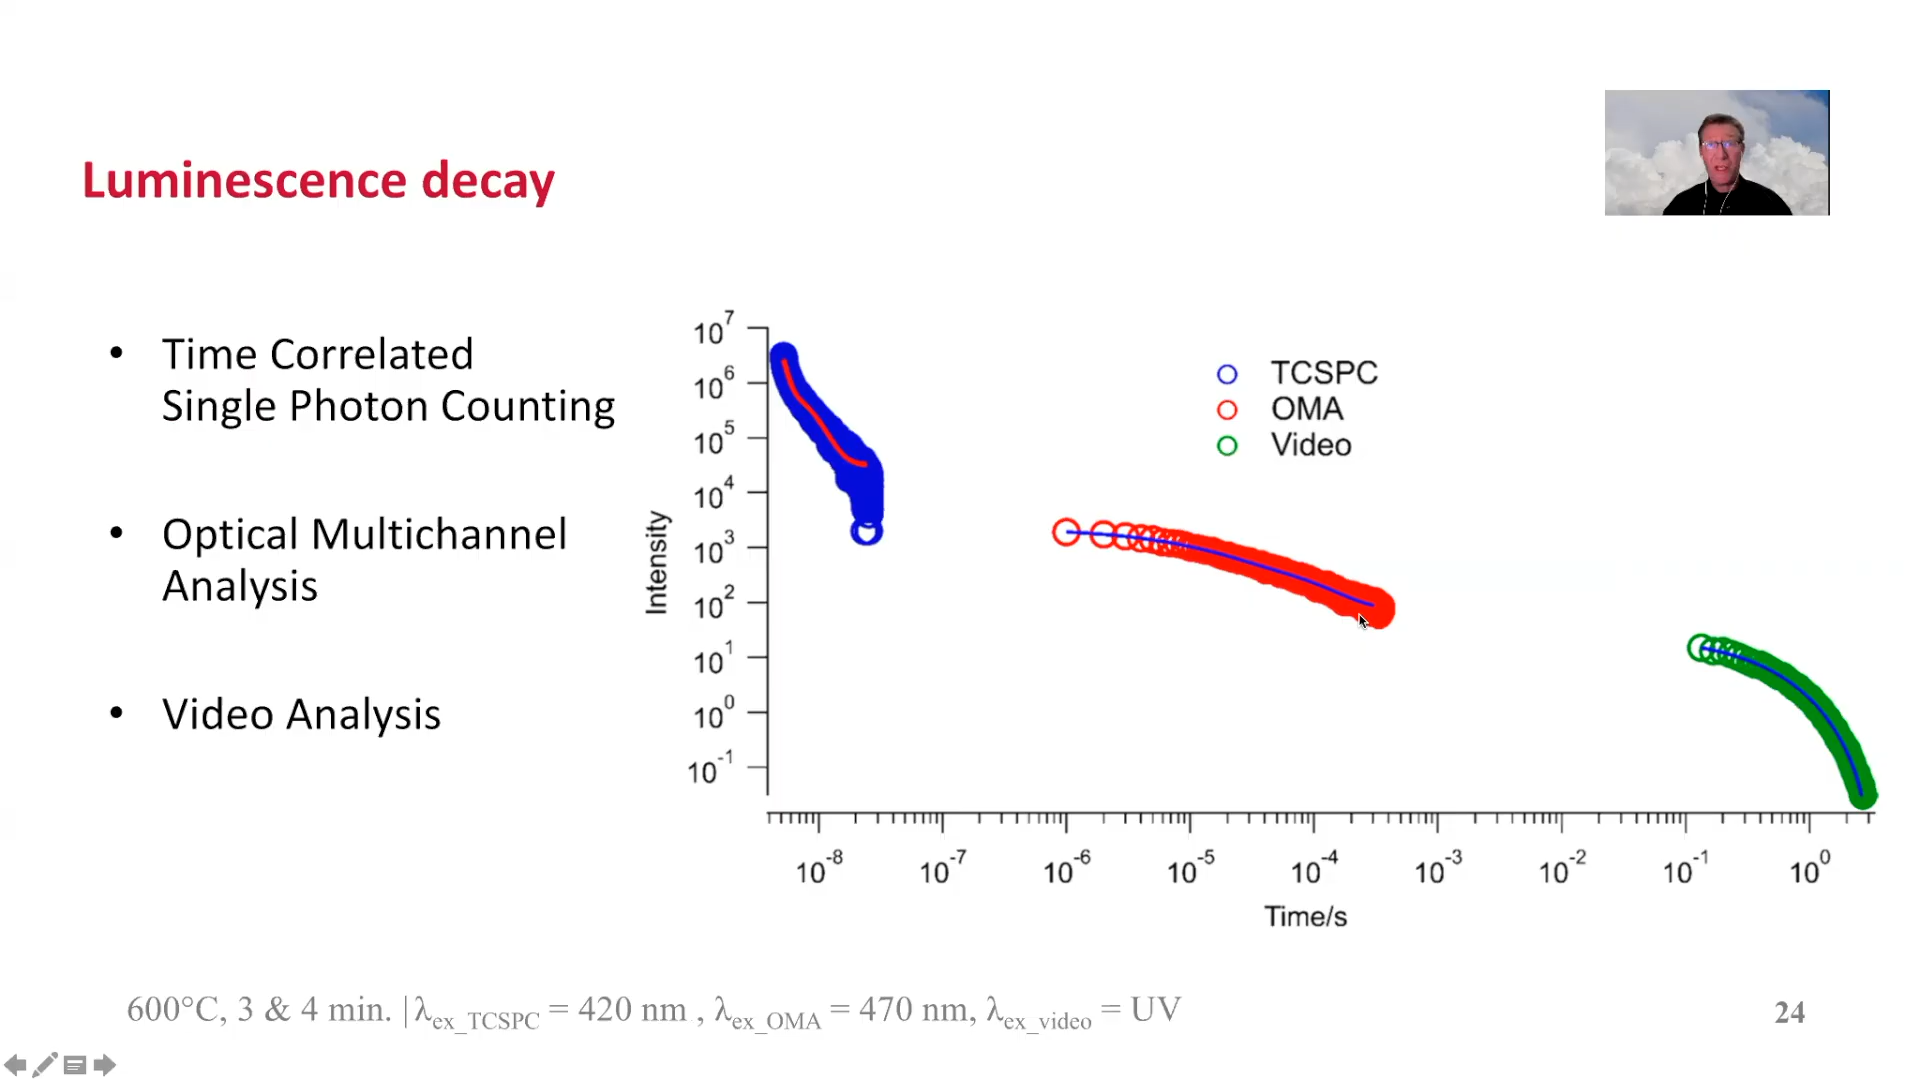 Luminescence decay
• Time Correlated
Single Photon Counting
• Optical Multichannel
Analysis
• Video Analysis
TCSPC
OMA
Video
Intensity
10^7
10^6
10^5
10^4
10^3
10^2
10^1
10^0
10^-1
10^-8 10^-7 10^-6 10^-5 10^-4 10^-3 10^-2 10^-1 10^0
Time/s
600°C, 3 & 4 min. | λex_TCSPC = 420 nm , λex_OMA = 470 nm, λex_video = UV
24